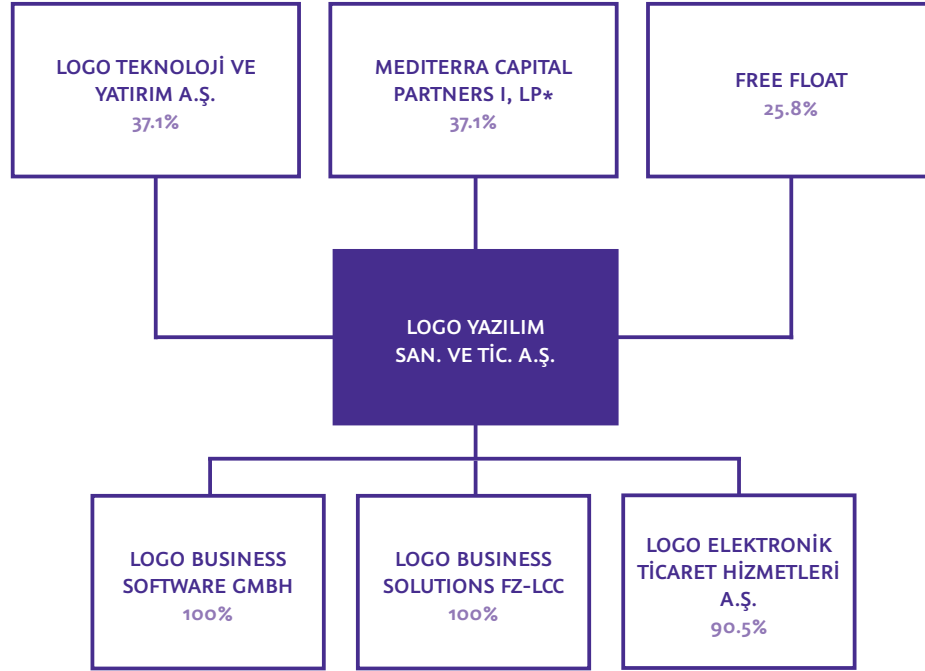 LOGO TEKNOLOJİ VE
YATIRIM A.Ş.
37.1%
MEDITERRA CAPITAL
PARTNERS I, LP*
37.1%
FREE FLOAT
25.8%
LOGO YAZILIM
SAN. VE TİC. A.Ş.
LOGO BUSINESS
SOFTWARE GMBH
100%
LOGO BUSINESS
SOLUTIONS FZ-LCC
100%
LOGO ELEKTRONİK
TİCARET HİZMETLERİ
A.Ş.
90.5%